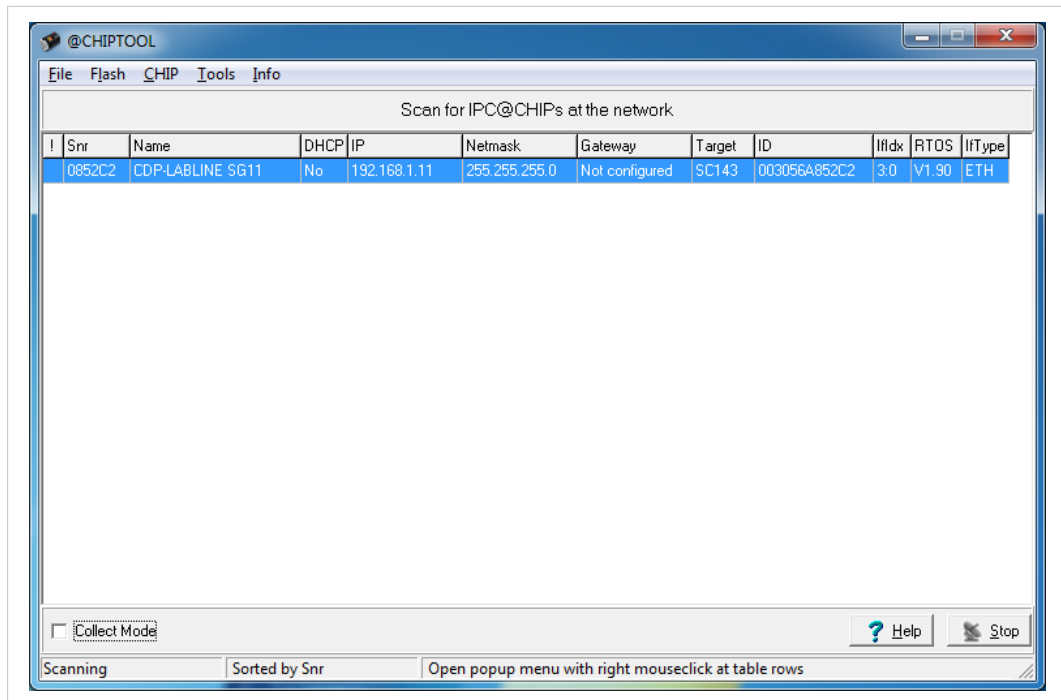 @CHIPTOOL
File Flash CHIP Tools Info
Scan for IPC@CHIPs at the network
! Snr Name DHCP IP Netmask Gateway Target ID IfIdx RTOS IfType
0852C2 CDP-LABLINE SG11 No 192.168.1.11 255.255.255.0 Not configured SC143 003056A852C2 3:0 V1.90 ETH
Collect Mode ? Help Stop
Scanning Sorted by Snr Open popup menu with right mouseclick at table rows